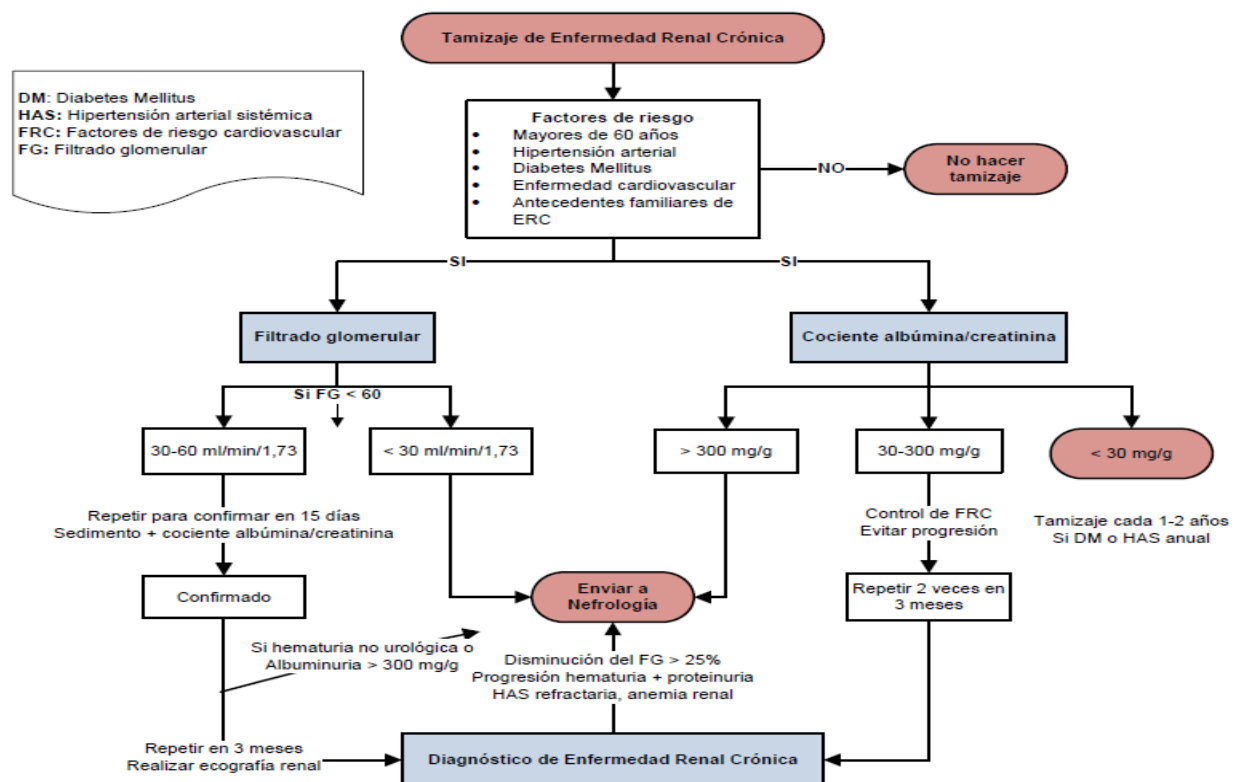 Tamizaje de Enfermedad Renal Crónica
DM: Diabetes Mellitus
HAS: Hipertensión arterial sistémica
FRC: Factores de riesgo cardiovascular
FG: Filtrado glomerular
Factores de riesgo
• Mayores de 60 años
• Hipertensión arterial
• Diabetes Mellitus
• Enfermedad cardiovascular
• Antecedentes familiares de
ERC
NO
No hacer
tamizaje
SI
SI
Filtrado glomerular
Cociente albúmina/creatinina
Si FG < 60
30-60 ml/min/1,73
< 30 ml/min/1,73
> 300 mg/g
30-300 mg/g
< 30 mg/g
Repetir para confirmar en 15 días
Sedimento + cociente albúmina/creatinina
Control de FRC
Evitar progresión
Tamizaje cada 1-2 años
Si DM o HAS anual
Confirmado
Enviar a
Nefrología
Repetir 2 veces en
3 meses
Si hematuria no urológica o
Albuminuria > 300 mg/g
Disminución del FG > 25%
Progresión hematuria + proteinuria
HAS refractaria, anemia renal
Repetir en 3 meses
Realizar ecografía renal
Diagnóstico de Enfermedad Renal Crónica